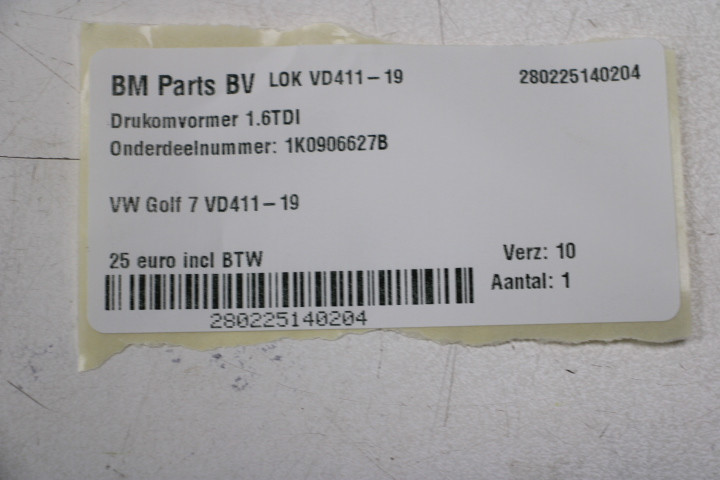 BM Parts BV LOK VD411-19 280225140204
Drukomvormer 1.6TDI
Onderdeelnummer: 1K0906627B
VW Golf 7 VD411-19
25 euro incl BTW Verz: 10
Aantal: 1
280225140204